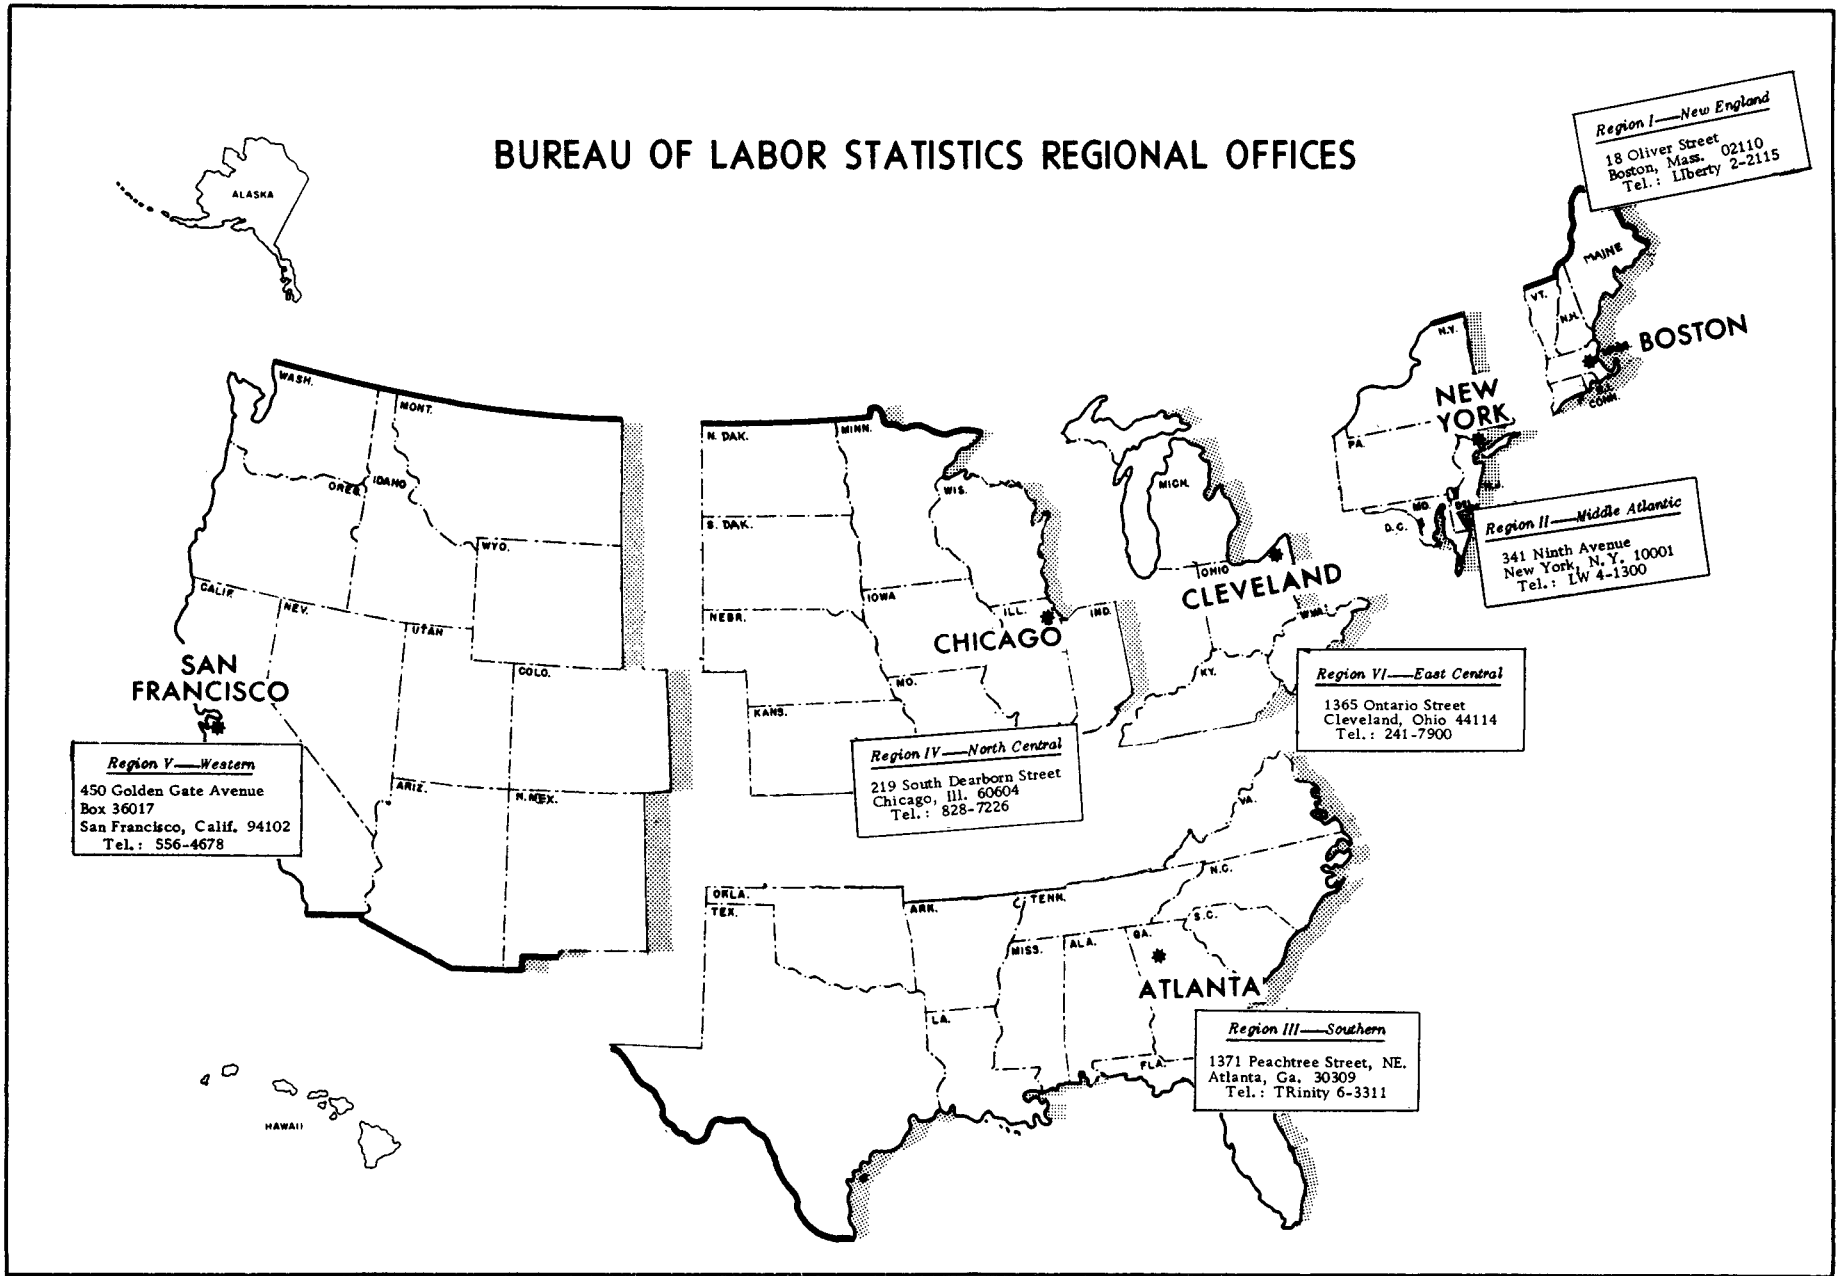 BUREAU OF LABOR STATISTICS REGIONAL OFFICES
Region I—New England
18 Oliver Street
Boston, Mass. 02110
Tel.: LIberty 2-2115
ALASKA
MAINE
VT.
N.H.
BOSTON
R.I.
CONN.
N.Y.
NEW
YORK
PA.
N.J.
MD.
DEL.
D.C.
Region II—Middle Atlantic
341 Ninth Avenue
New York, N. Y. 10001
Tel.: LW 4-1300
WASH.
MONT.
ORES.
IDAHO
WYO.
CALIF.
NEV.
UTAH
COLO.
ARIZ.
N. MEX.
SAN
FRANCISCO
Region V—Western
450 Golden Gate Avenue
Box 36017
San Francisco, Calif. 94102
Tel.: 556-4678
N. DAK.
MINN.
S. DAK.
WIS.
NEBR.
IOWA
ILL.
IND.
CHICAGO
KANS.
MO.
Region IV—North Central
219 South Dearborn Street
Chicago, Ill. 60604
Tel.: 828-7226
MICH.
OHIO
CLEVELAND
W.VA.
KY.
Region VI—East Central
1365 Ontario Street
Cleveland, Ohio 44114
Tel.: 241-7900
VA.
N.C.
OKLA.
TEX.
ARK.
TENN.
S.C.
MISS.
ALA.
GA.
ATLANTA
LA.
FLA.
Region III—Southern
1371 Peachtree Street, NE.
Atlanta, Ga. 30309
Tel.: TRinity 6-3311
HAWAII